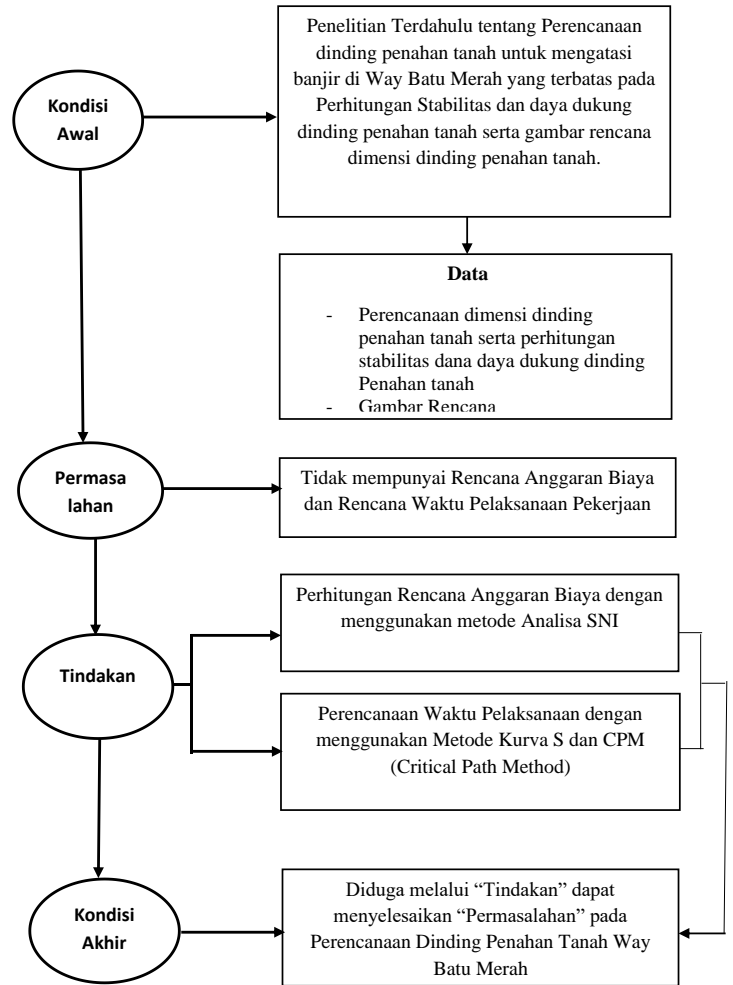 Kondisi
Awal
Penelitian Terdahulu tentang Perencanaan
dinding penahan tanah untuk mengatasi
banjir di Way Batu Merah yang terbatas pada
Perhitungan Stabilitas dan daya dukung
dinding penahan tanah serta gambar rencana
dimensi dinding penahan tanah.
Data
- Perencanaan dimensi dinding
penahan tanah serta perhitungan
stabilitas dana daya dukung dinding
Penahan tanah
- Gambar Rencana
Permasa
lahan
Tidak mempunyai Rencana Anggaran Biaya
dan Rencana Waktu Pelaksanaan Pekerjaan
Tindakan
Perhitungan Rencana Anggaran Biaya dengan
menggunakan metode Analisa SNI
Perencanaan Waktu Pelaksanaan dengan
menggunakan Metode Kurva S dan CPM
(Critical Path Method)
Kondisi
Akhir
Diduga melalui “Tindakan” dapat
menyelesaikan “Permasalahan” pada
Perencanaan Dinding Penahan Tanah Way
Batu Merah